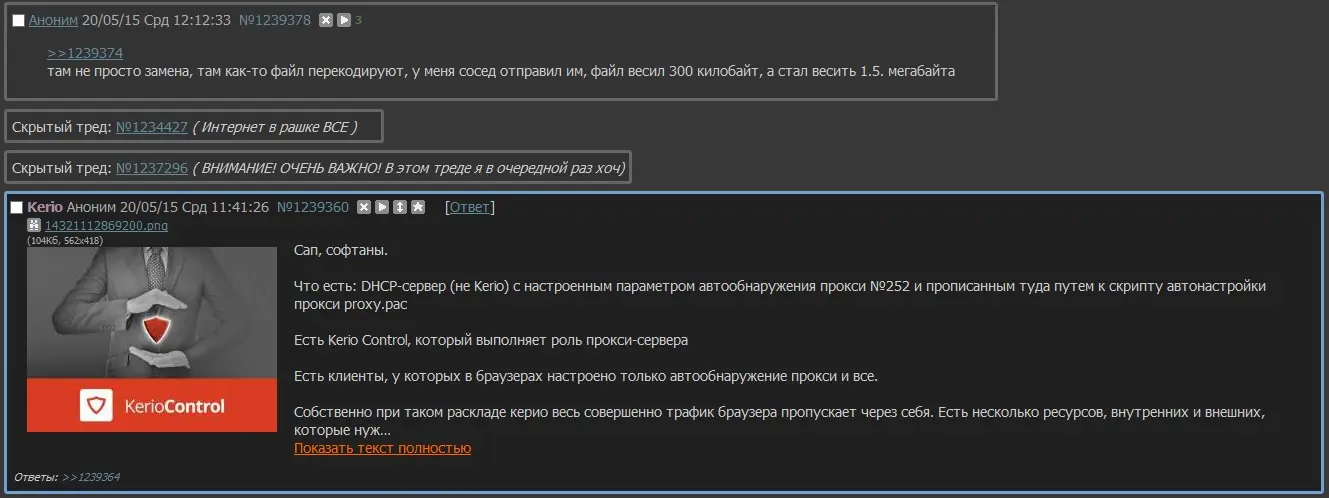 Аноним 20/05/15 Срд 12:12:33 №1239378 3
>>1239374
там не просто замена, там как-то файл перекодируют, у меня сосед отправил им, файл весил 300 килобайт, а стал весить 1.5. мегабайта
Скрытый тред: №1234427 ( Интернет в рашке ВСЕ )
Скрытый тред: №1237296 ( ВНИМАНИЕ! ОЧЕНЬ ВАЖНО! В этом треде я в очередной раз хоч)
Kerio Аноним 20/05/15 Срд 11:41:26 №1239360 [Ответ]
14321112869200.png
(104Кб, 562x418)
Сап, софтаны.
Что есть: DHCP-сервер (не Kerio) с настроенным параметром автообнаружения прокси №252 и прописанным туда путем к скрипту автонастройки
прокси proxy.pac
Есть Kerio Control, который выполняет роль прокси-сервера
Есть клиенты, у которых в браузерах настроено только автообнаружение прокси и все.
Собственно при таком раскладе керио весь совершенно трафик браузера пропускает через себя. Есть несколько ресурсов, внутренних и внешних,
которые нуж...
Показать текст полностью
KerioControl
Ответы: >>1239364